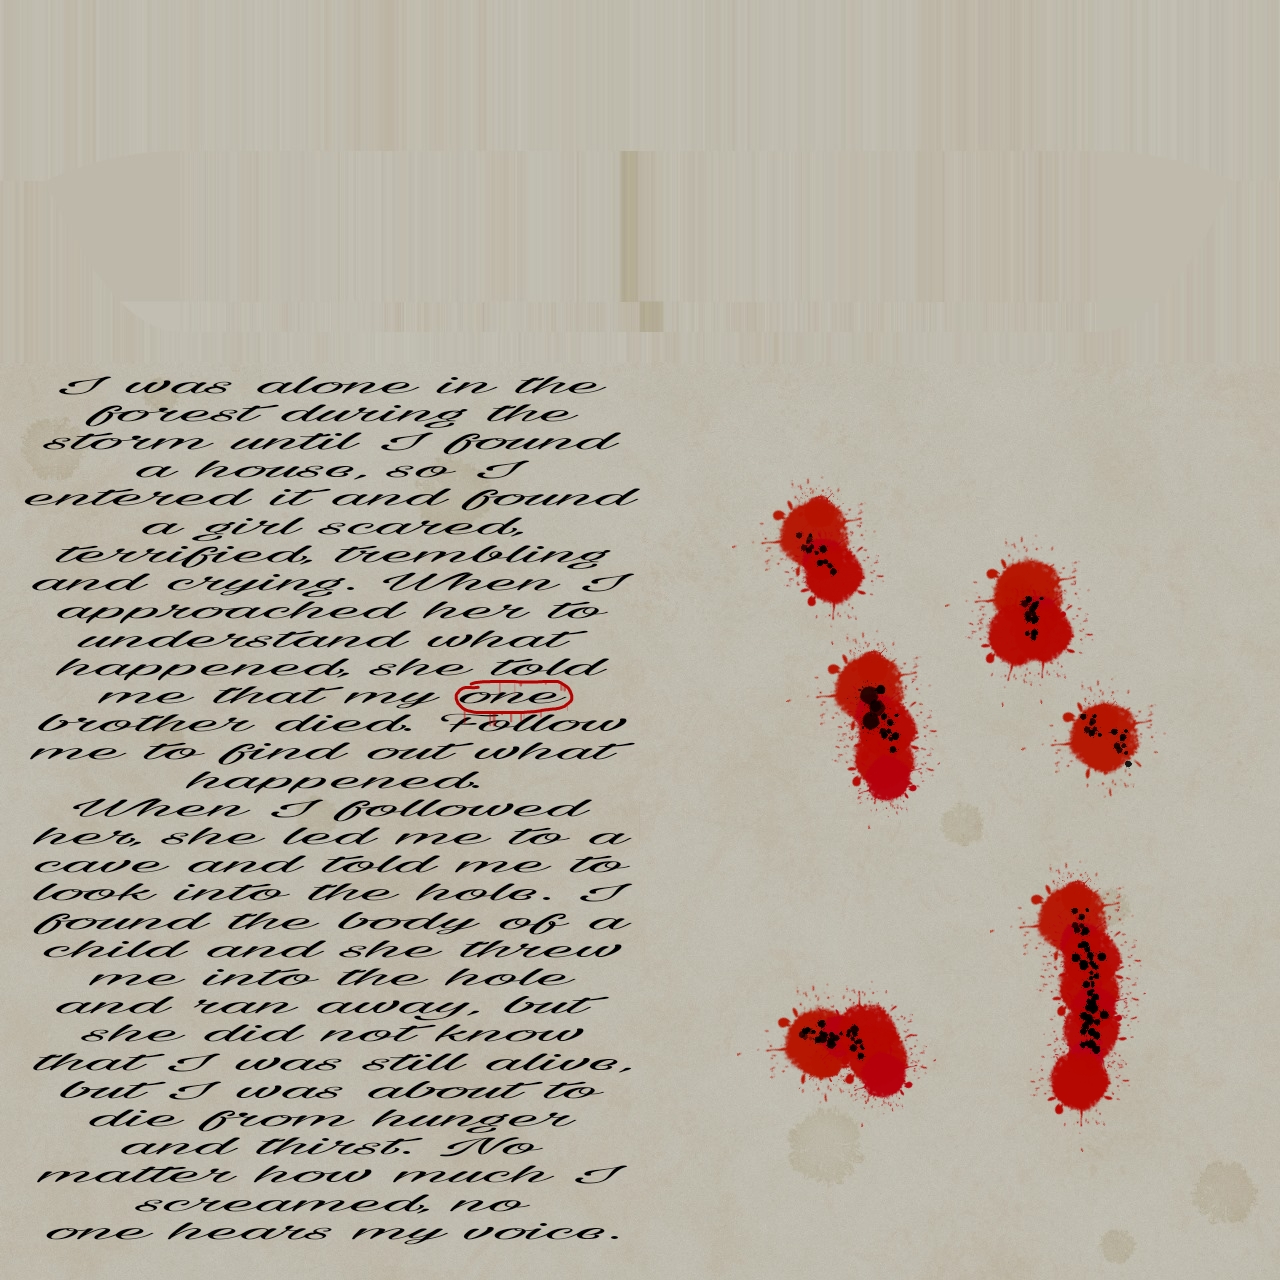 I was alone in the
forest during the
storm until I found
a house, so I
entered it and found
a girl scared,
terrified, trembling
and crying. When I
approached her to
understand what
happened, she told
me that my one
brother died. Follow
me to find out what
happened.
When I followed
her, she led me to a
cave and told me to
look into the hole. I
found the body of a
child and she threw
me into the hole
and ran away, but
she did not know
that I was still alive,
but I was about to
die from hunger
and thirst. No
matter how much I
screamed, no
one hears my voice.